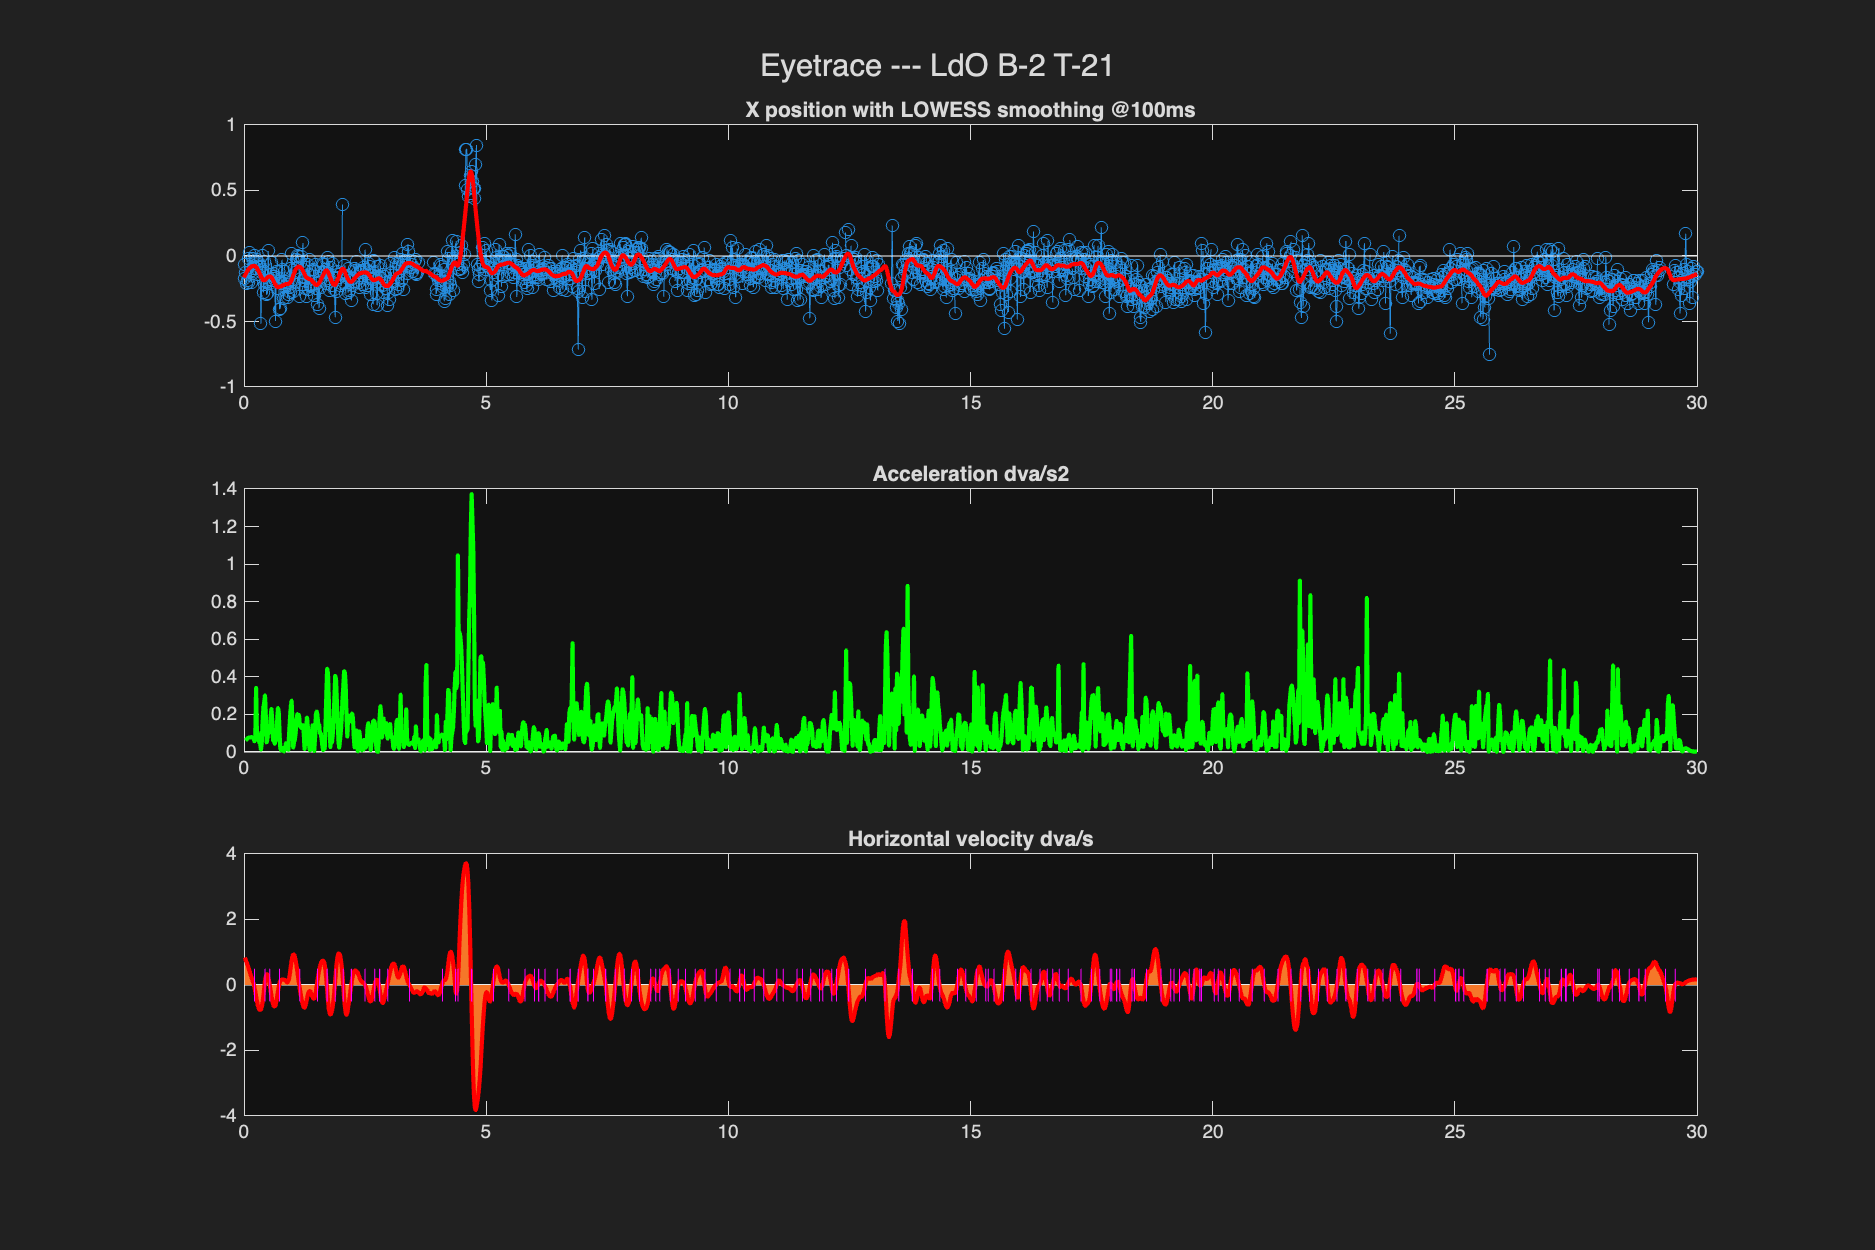 Eyetrace --- LdO B-2 T-21
X position with LOWESS smoothing @100ms
1
0.5
0
-0.5
-1
0 5 10 15 20 25 30
Acceleration dva/s2
1.4
1.2
1
0.8
0.6
0.4
0.2
0
0 5 10 15 20 25 30
Horizontal velocity dva/s
4
2
0
-2
-4
0 5 10 15 20 25 30